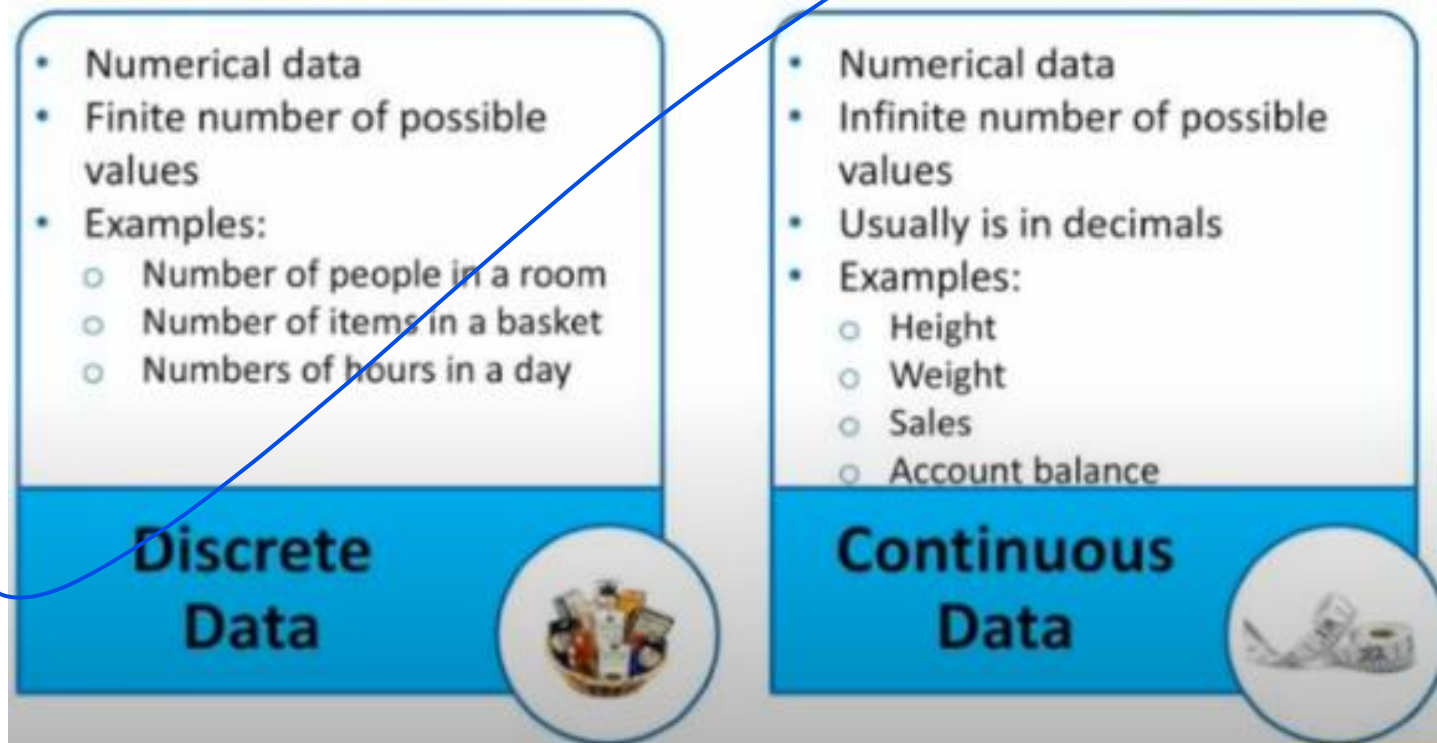 Numerical data
Finite number of possible
values
Examples:
Number of people in a room
Number of items in a basket
Numbers of hours in a day
Discrete
Data
Numerical data
Infinite number of possible
values
Usually is in decimals
Examples:
Height
Weight
Sales
Account balance
Continuous
Data